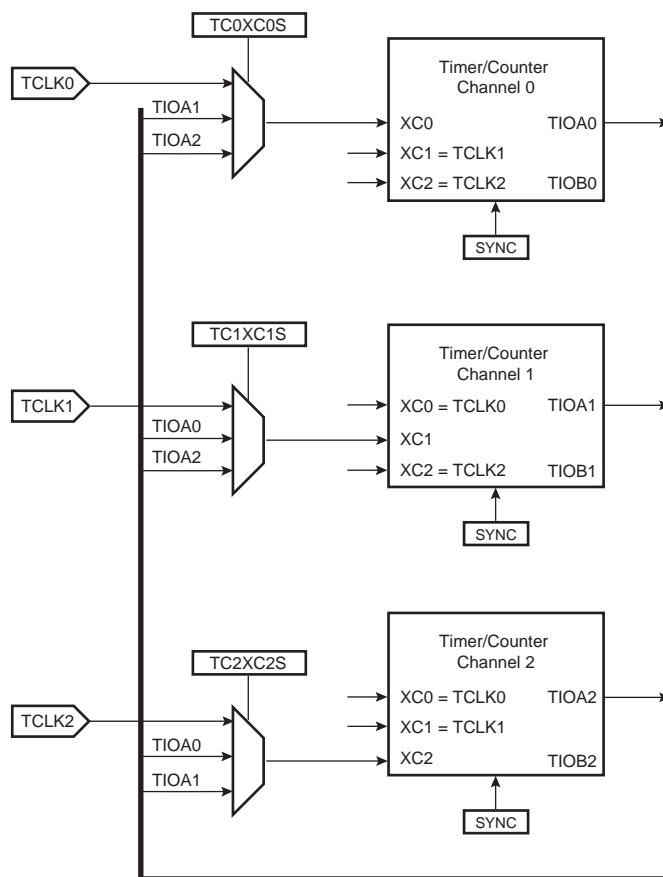 TC0XC0S
TCLK0
TIOA1
TIOA2
Timer/Counter
Channel 0
XC0
TIOA0
XC1 = TCLK1
XC2 = TCLK2
TIOB0
SYNC
TC1XC1S
TCLK1
TIOA0
TIOA2
Timer/Counter
Channel 1
XC0 = TCLK0
TIOA1
XC1
XC2 = TCLK2
TIOB1
SYNC
TC2XC2S
TCLK2
TIOA0
TIOA1
Timer/Counter
Channel 2
XC0 = TCLK0
TIOA2
XC1 = TCLK1
XC2
TIOB2
SYNC